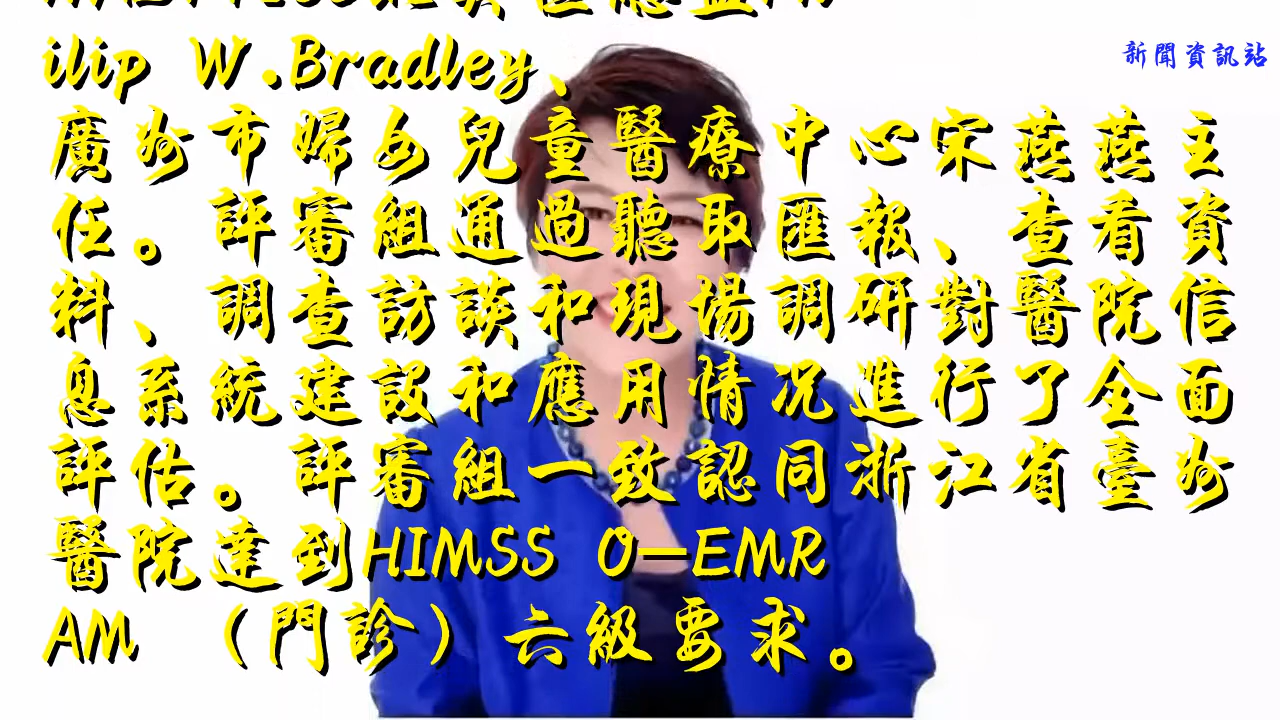 新聞資訊站
ilip W.Bradley、
廣州市婦女兒童醫療中心宋燕燕主
任。評審組通過聽取匯報、查看資
料、調查訪談和現場調研對醫院信
息系統建設和應用情况進行了全面
評估。評審組一致認同浙江省臺州
醫院達到HIMSS O—EMR
AM （門診）六級要求。